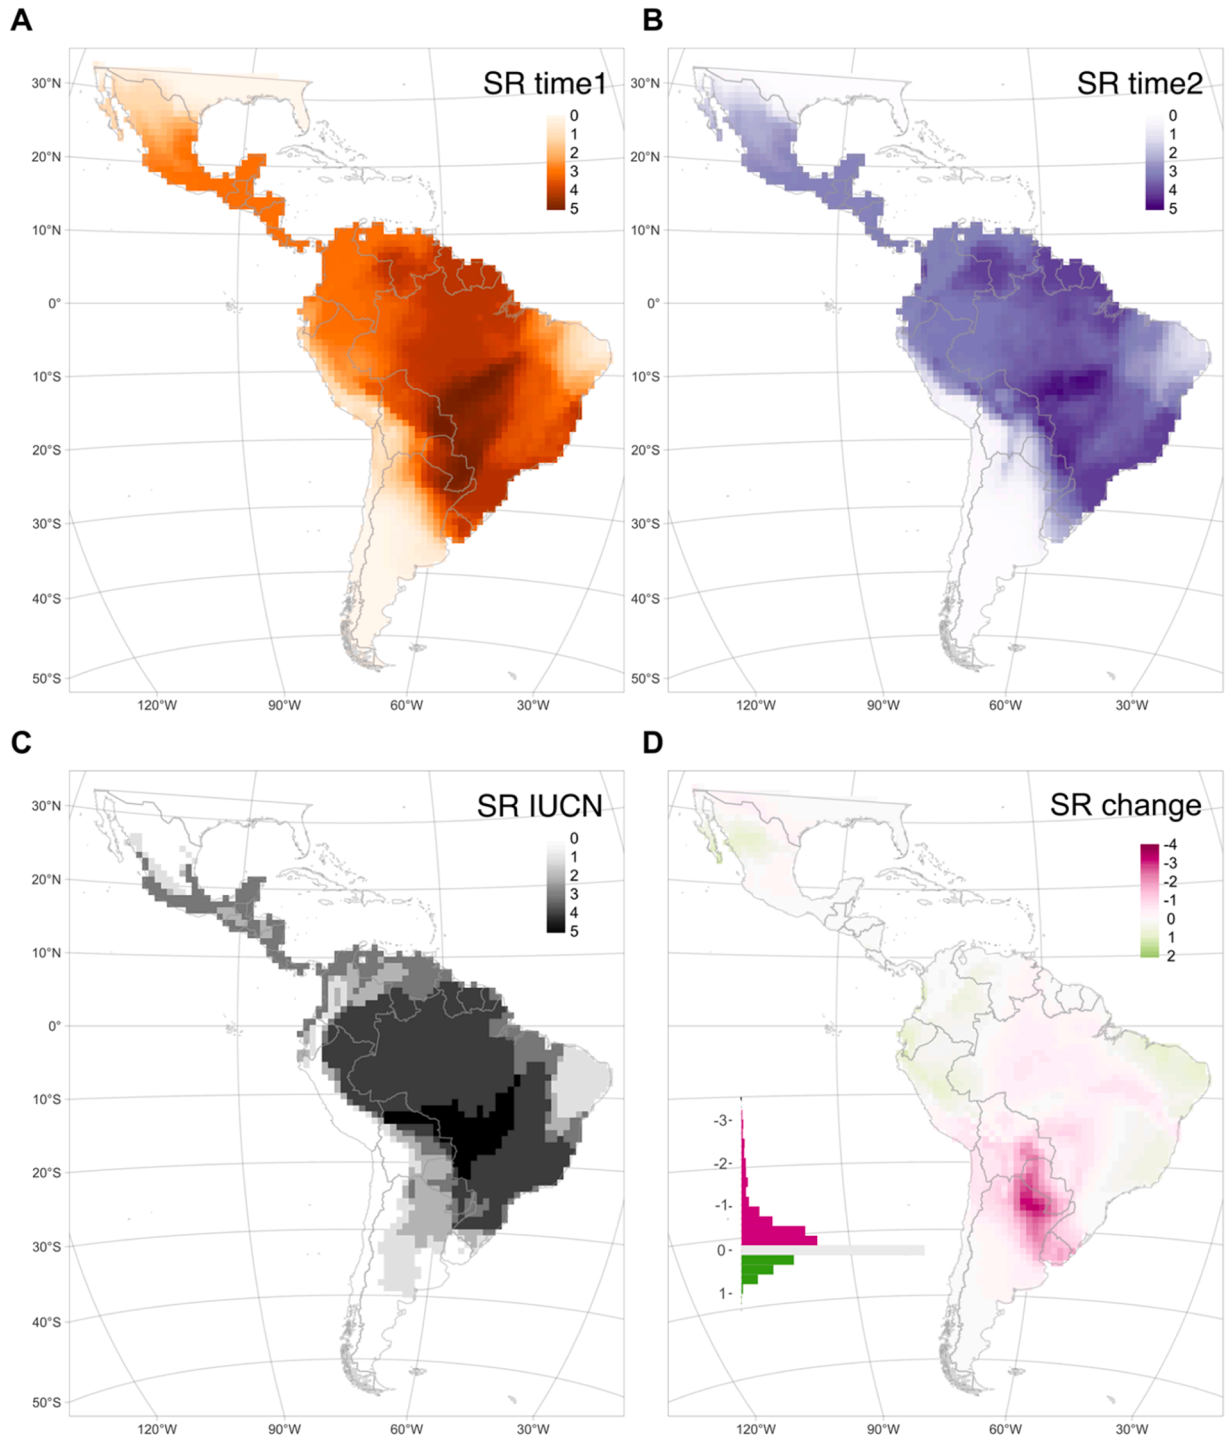 A
SR time1
0
1
2
3
4
5
30°N
20°N
10°N
0°
10°S
20°S
30°S
40°S
50°S
120°W
90°W
60°W
30°W
B
SR time2
0
1
2
3
4
5
30°N
20°N
10°N
0°
10°S
20°S
30°S
40°S
50°S
120°W
90°W
60°W
30°W
C
SR IUCN
0
1
2
3
4
5
30°N
20°N
10°N
0°
10°S
20°S
30°S
40°S
50°S
120°W
90°W
60°W
30°W
D
SR change
-4
-3
-2
-1
0
1
2
-3-
-2-
-1-
0-
1-
120°W
90°W
60°W
30°W